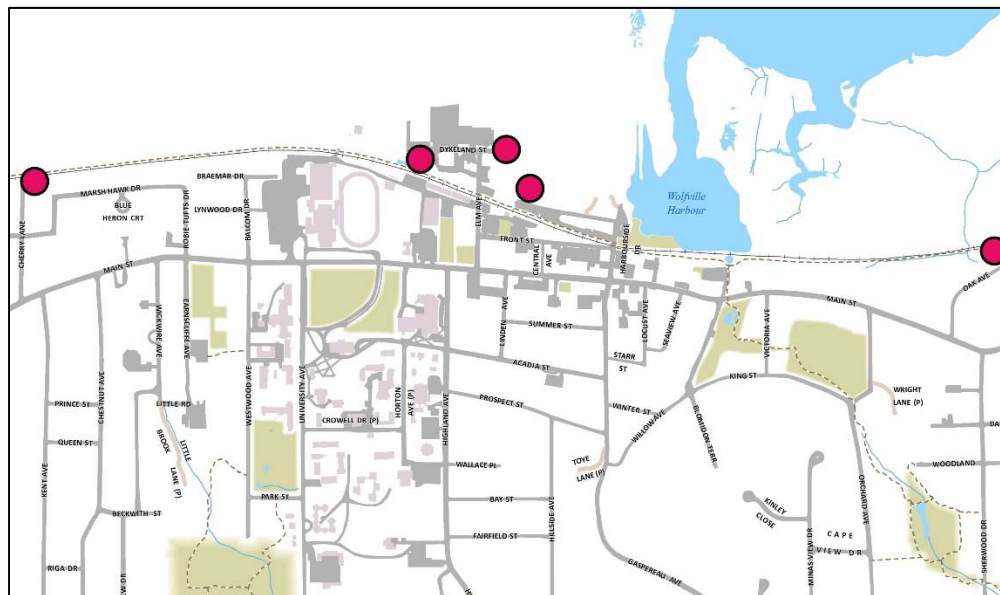 DYKELAND ST
MARSH HAWK DR
BRAEMAR DR
BLUE
HERON CRT
LYNWOOD DR
ROBIE-TUFTS DR
BALCOM DR
CHERRY LANE
ELM AVE
Wolfville
Harbour
FRONT ST
CENTRAL
AVE
HARBOURSIDE
DR
MAIN ST
OAK AVE
MAIN ST
WICKWIRE AVE
EARNSCLIFFE AVE
LINDEN AVE
SUMMER ST
LOCUST AVE
SEAVIEW AVE
VICTORIA AVE
STARR
ST
ACADIA ST
KING ST
CHESTNUT AVE
WESTWOOD AVE
UNIVERSITY AVE
HORTON
AVE (P)
HIGHLAND AVE
PROSPECT ST
WRIGHT
LANE (P)
PRINCE ST
LITTLE RD
CROWELL DR (P)
WINTER ST
WILLOW AVE
BLOMIDON TERR
QUEEN ST
LITTLE
BROOK
LANE (P)
WALLACE PL
TOYE
LANE (P)
WOODLAND
KENT AVE
PARK ST
BAY ST
HILLSIDE AVE
KINLEY
CLOSE
ORCHARD AVE
BECKWITH ST
FAIRFIELD ST
CAPE
VIEW DR
MINAS VIEW DR
SHERWOOD DR
RIGA DR
EW DR
GASPEREAU AVE
DA